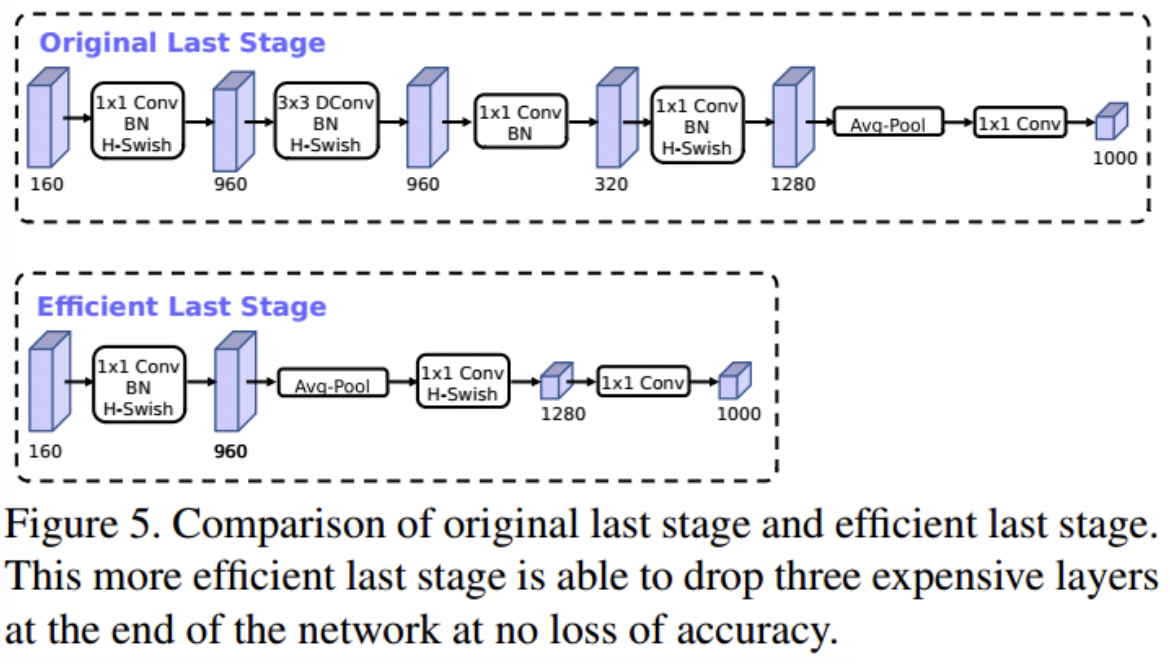 Original Last Stage
1x1 Conv
BN
H-Swish
3x3 DConv
BN
H-Swish
1x1 Conv
BN
1x1 Conv
BN
H-Swish
Avg-Pool
1x1 Conv
160
960
960
320
1280
1000
Efficient Last Stage
1x1 Conv
BN
H-Swish
Avg-Pool
1x1 Conv
H-Swish
1x1 Conv
160
960
1280
1000
Figure 5. Comparison of original last stage and efficient last stage.
This more efficient last stage is able to drop three expensive layers
at the end of the network at no loss of accuracy.